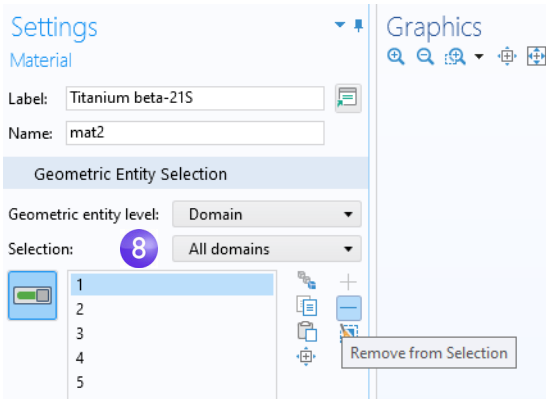 Settings
Material
Label: Titanium beta-21S
Name: mat2
Geometric Entity Selection
Geometric entity level: Domain
Selection: 8 All domains
1
2
3
4
5
Remove from Selection
Graphics